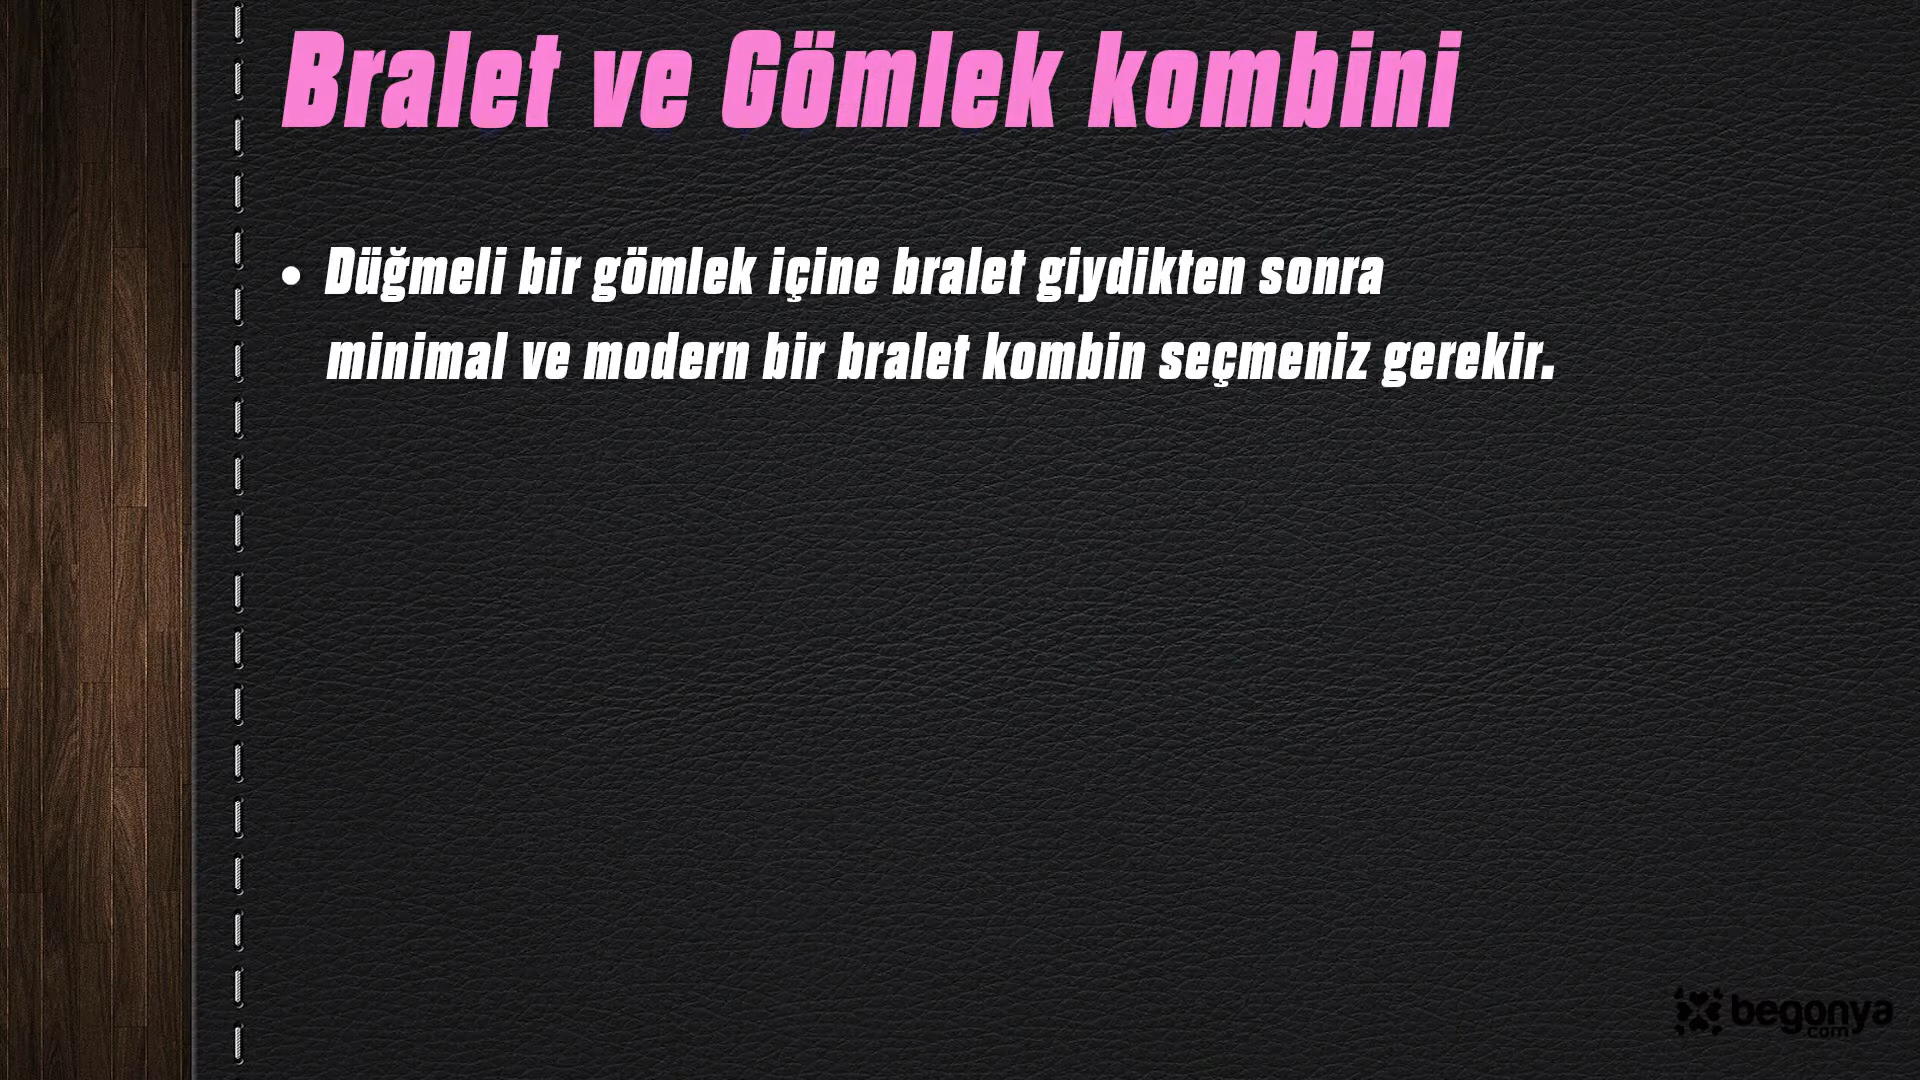 Bralet ve Gömlek kombini
• Düğmeli bir gömlek içine bralet giydikten sonra
minimal ve modern bir bralet kombin seçmeniz gerekir.
begonya
.com